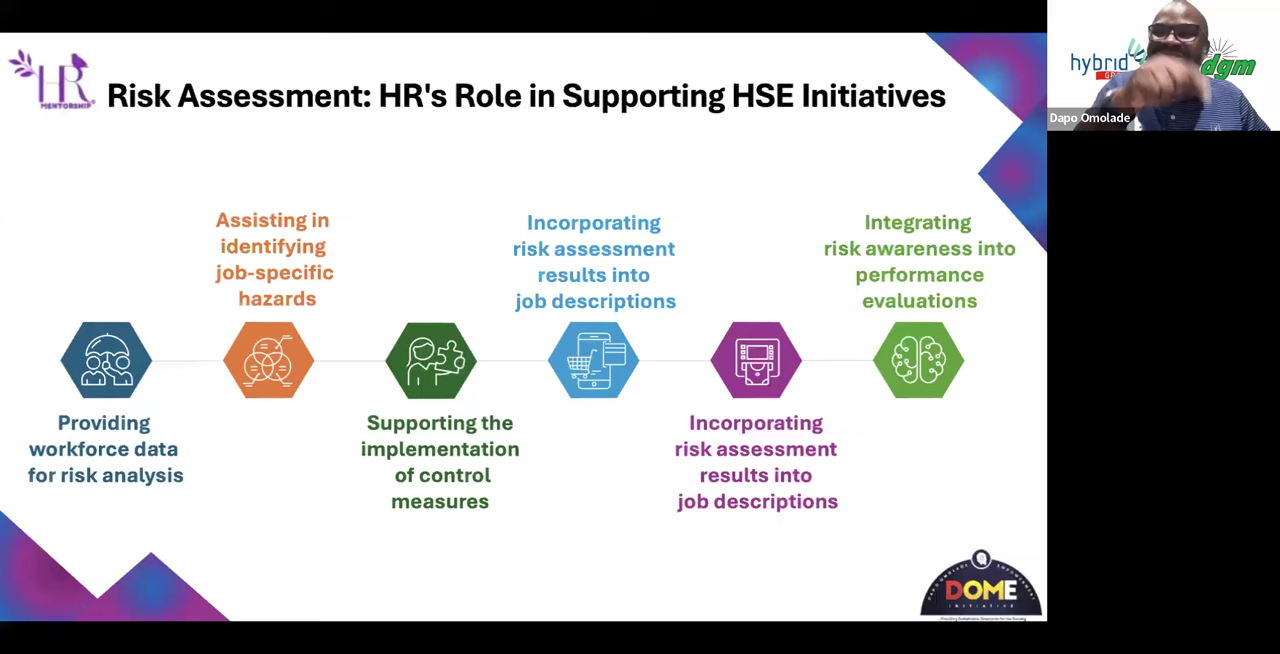 HR
MENTORSHIP
Risk Assessment: HR's Role in Supporting HSE Initiatives
hybrid
dgm
Dapo Omolade
Providing
workforce data
for risk analysis
Assisting in
identifying
job-specific
hazards
Supporting the
implementation
of control
measures
Incorporating
risk assessment
results into
job descriptions
Incorporating
risk assessment
results into
job descriptions
Integrating
risk awareness into
performance
evaluations
DOME
INITIATIVE